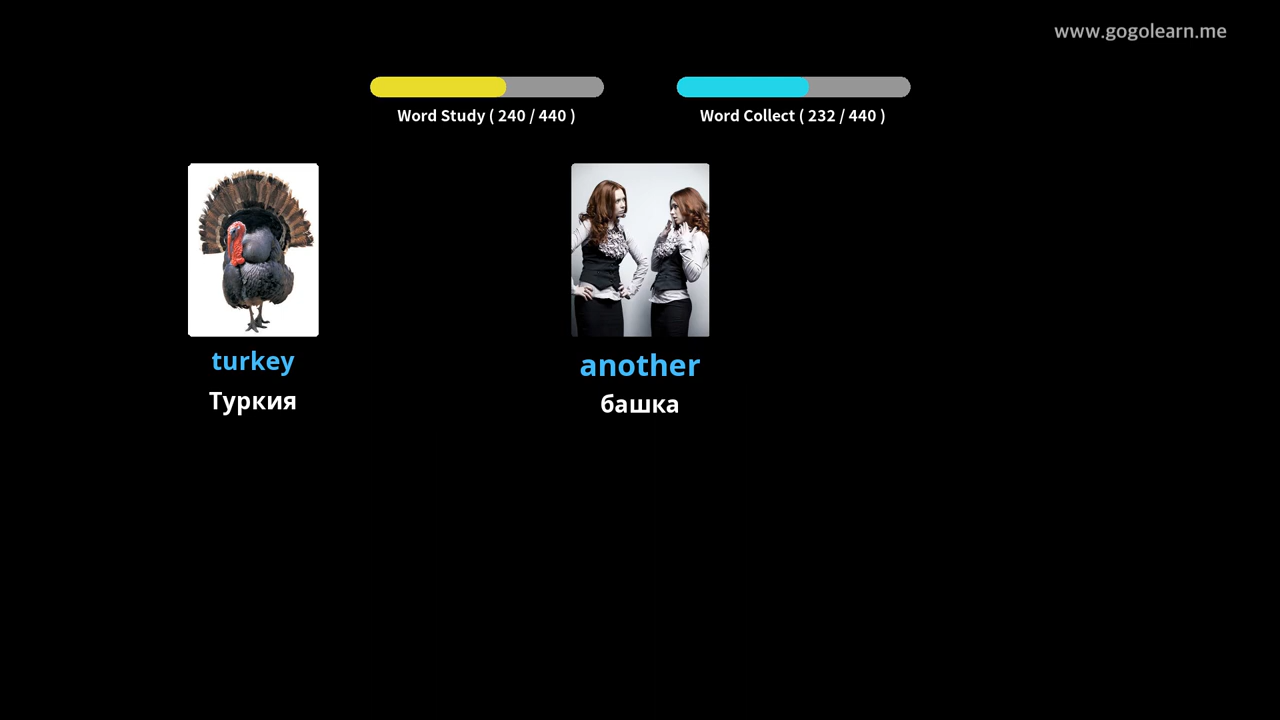 www.gogolearn.me
Word Study ( 240 / 440 )
Word Collect ( 232 / 440 )
turkey
Туркия
another
башка